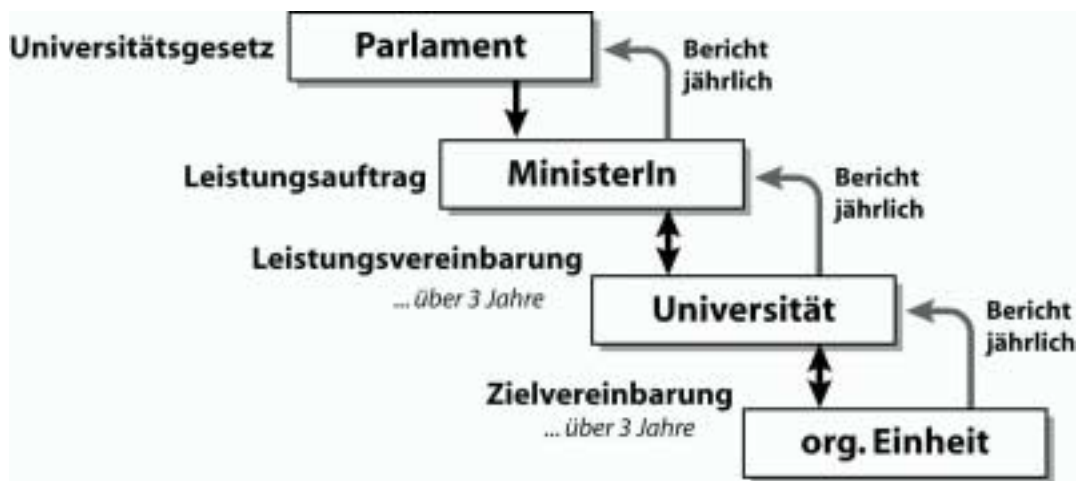 Universitätsgesetz
Parlament
Bericht
jährlich
Leistungsauftrag
MinisterIn
Bericht
jährlich
Leistungsvereinbarung
... über 3 Jahre
Universität
Bericht
jährlich
Zielvereinbarung
... über 3 Jahre
org. Einheit